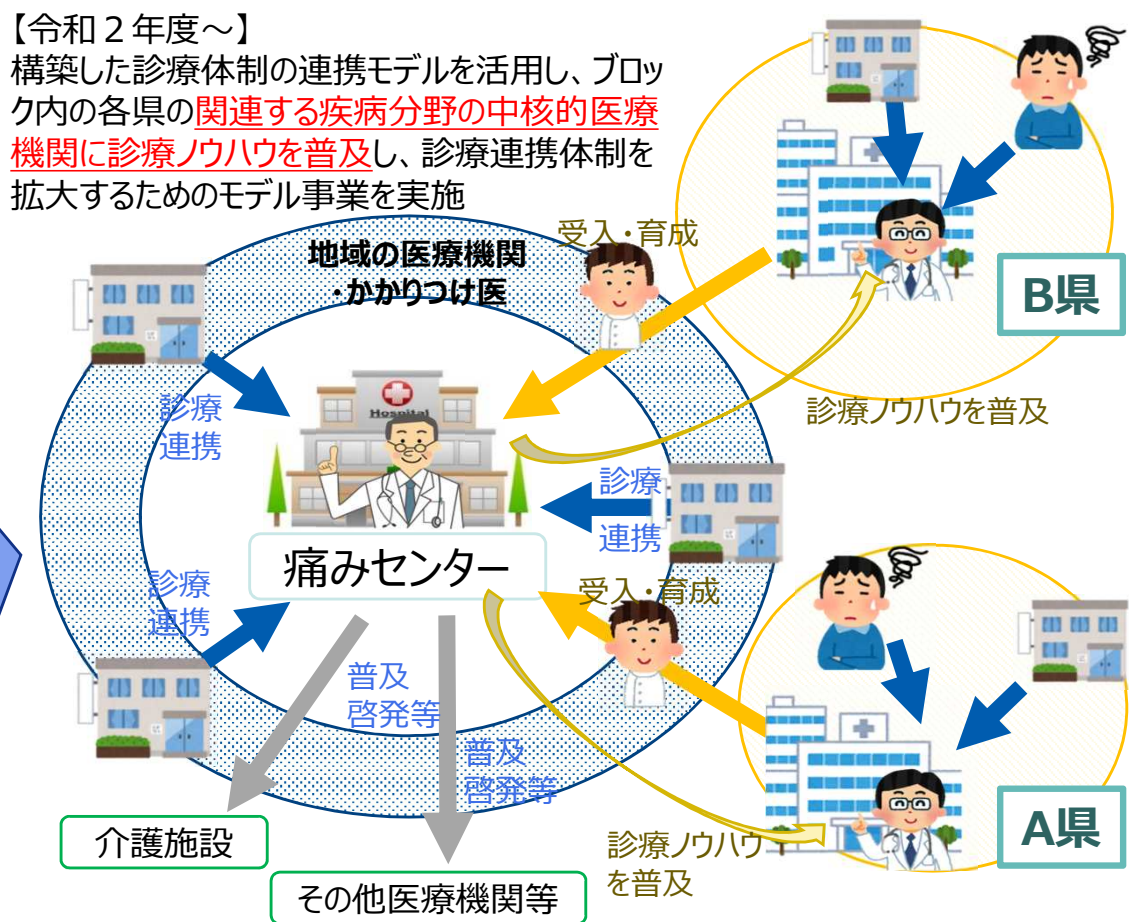 【令和２年度～】
構築した診療体制の連携モデルを活用し、ブロッ
ク内の各県の関連する疾病分野の中核的医療
機関に診療ノウハウを普及し、診療連携体制を
拡大するためのモデル事業を実施
地域の医療機関
・かかりつけ医
受入・育成
B県
診療ノウハウを普及
診療
連携
Hospital
診療
連携
痛みセンター
診療
連携
受入・育成
普及
啓発等
普及
啓発等
A県
診療ノウハウ
を普及
介護施設
その他医療機関等